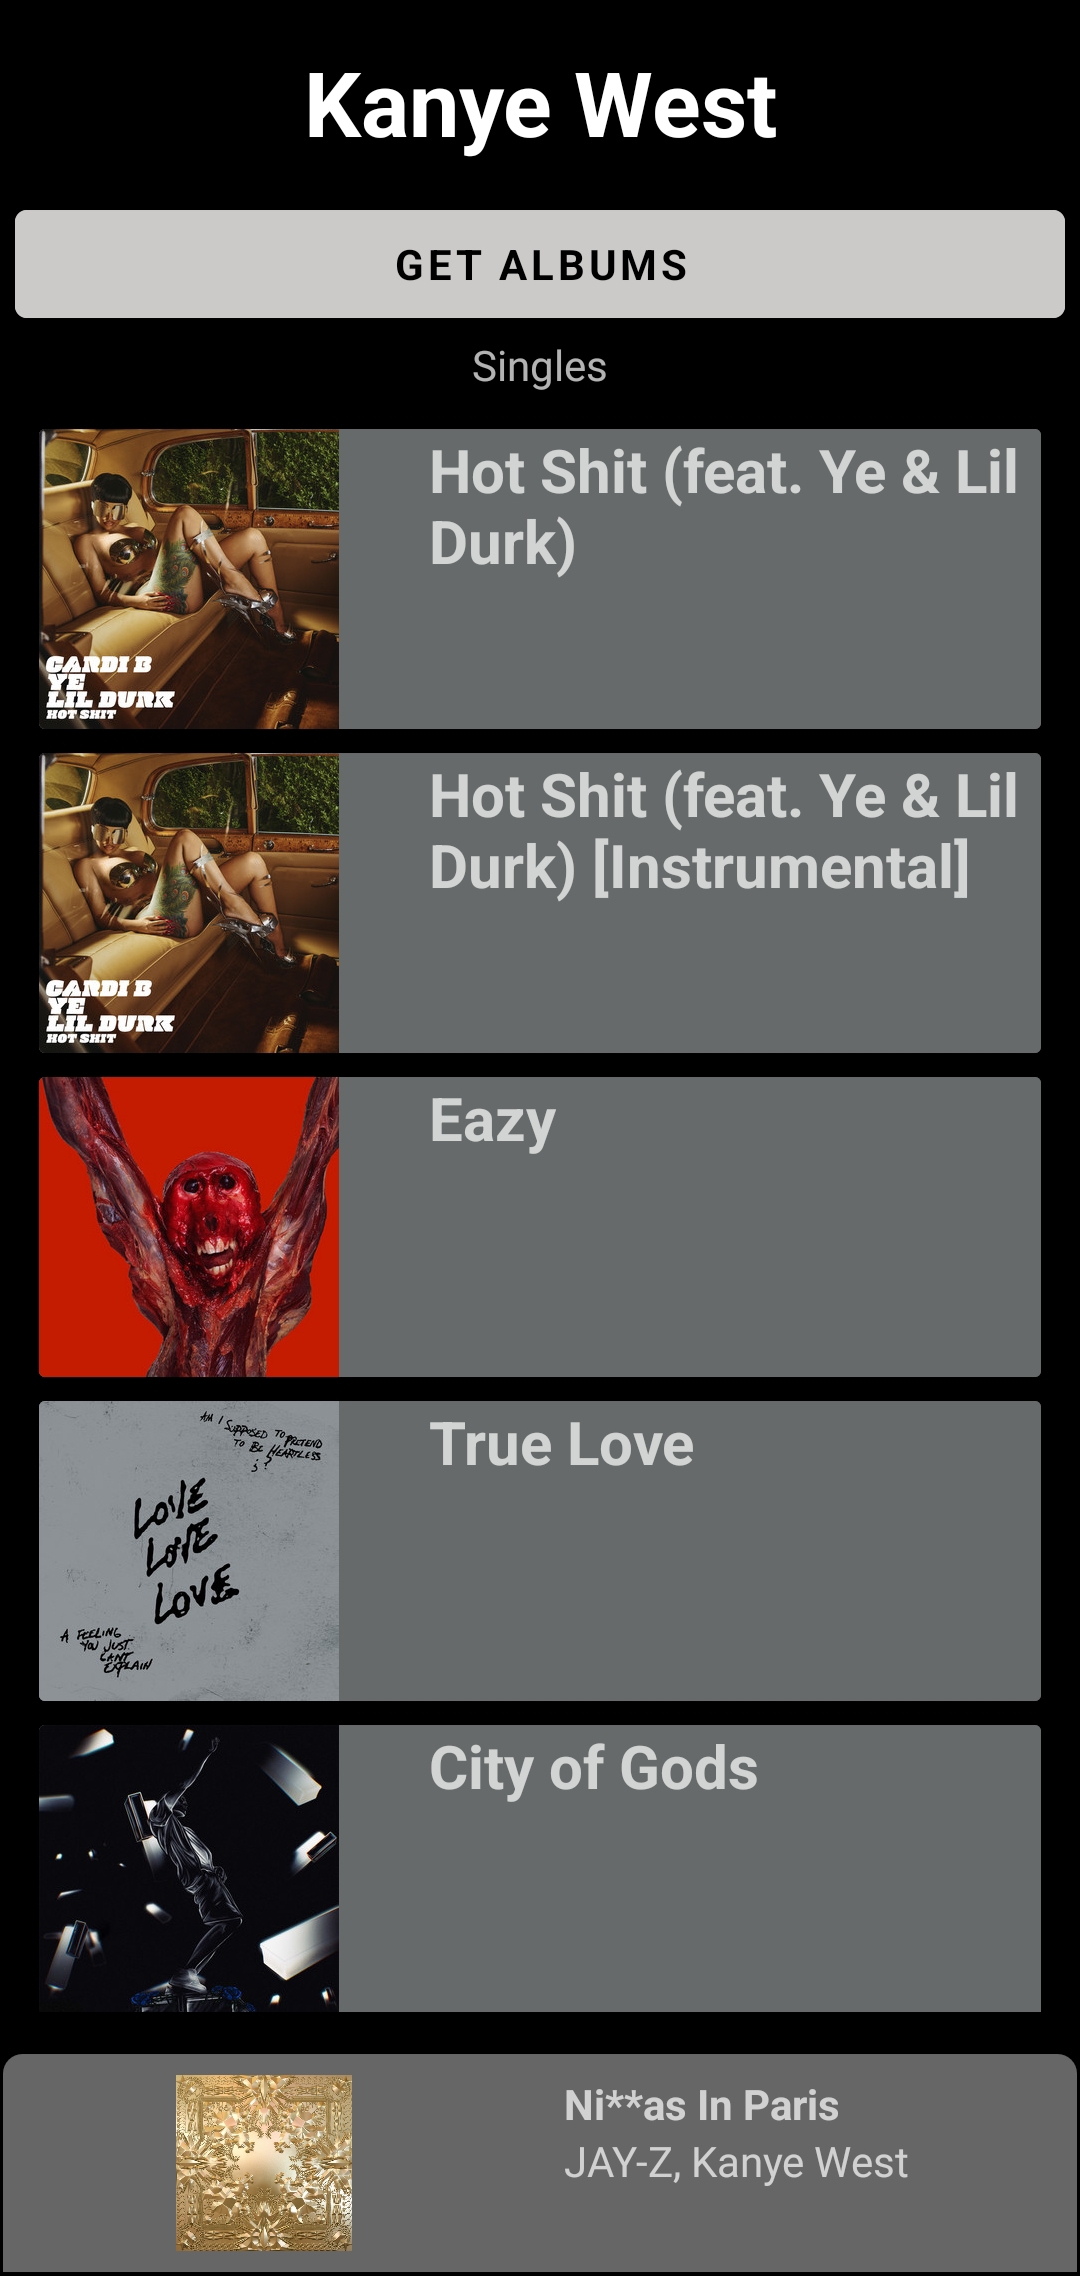 Kanye West
GET ALBUMS
Singles
Hot Shit (feat. Ye & Lil
Durk)
CARDI B
YE
LIL DURK
HOT SHIT
Hot Shit (feat. Ye & Lil
Durk) [Instrumental]
CARDI B
YE
LIL DURK
HOT SHIT
Eazy
True Love
AM I SUPPOSED TO PRETEND
TO BE HEARTLESS
?
LOVE
LOVE
LOVE
A FEELING
YOU JUST
CANT
EXPLAIN
City of Gods
Ni**as In Paris
JAY-Z, Kanye West